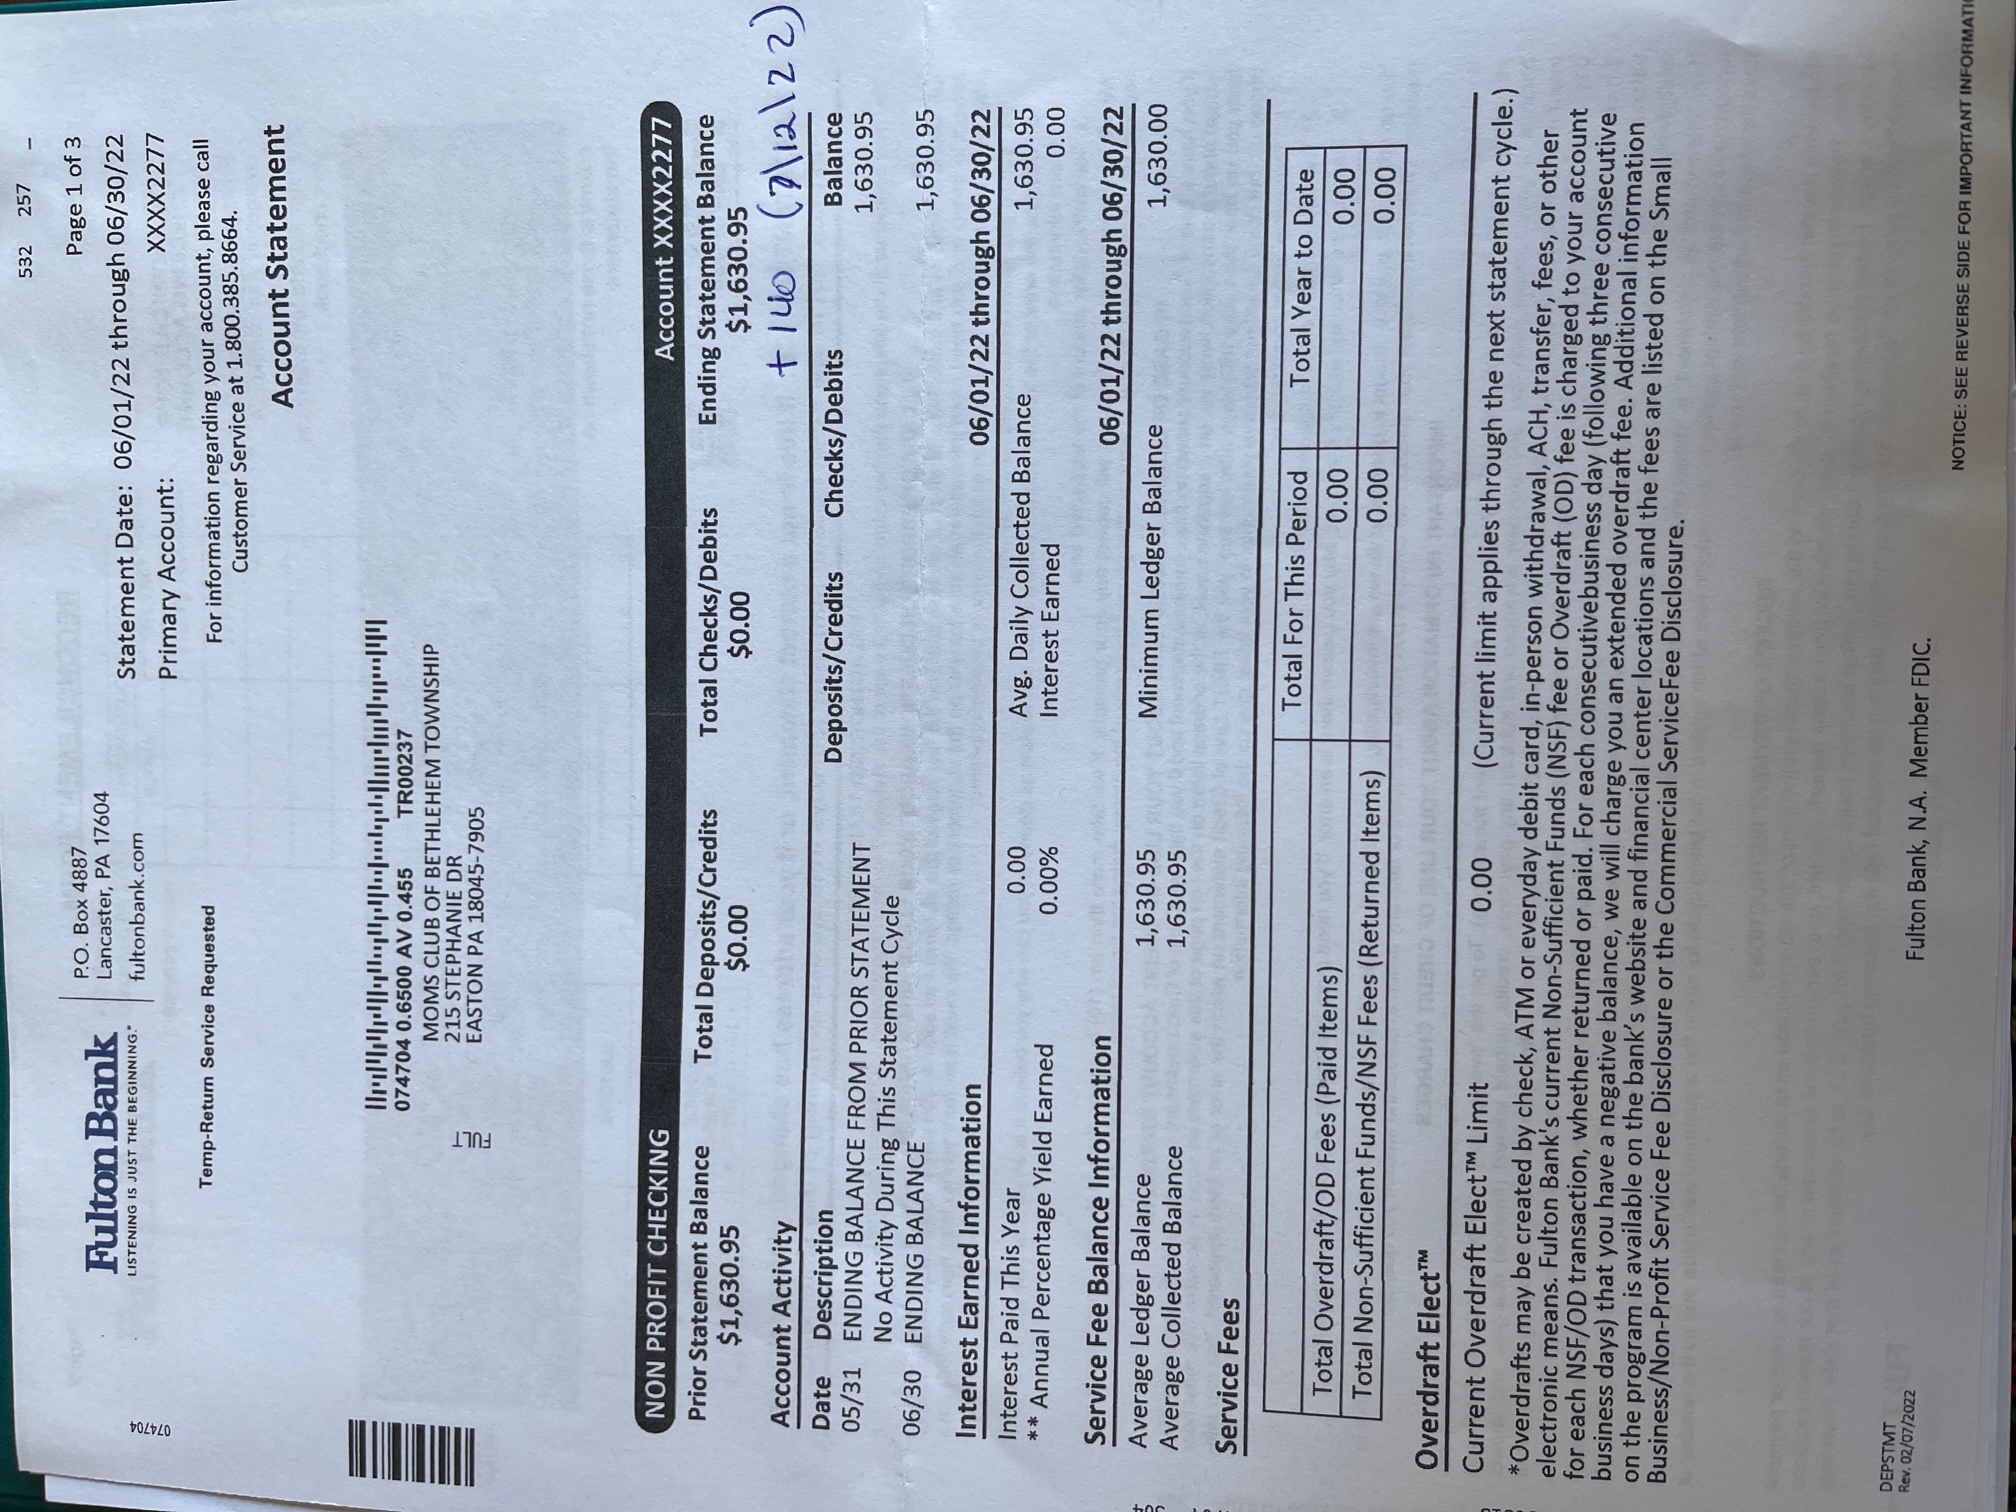 532 257 _
Page 1 of 3
Fulton Bank
LISTENING IS JUST THE BEGINNING.®
P.O. Box 4887
Lancaster, PA 17604
fultonbank.com
Statement Date: 06/01/22 through 06/30/22
Primary Account: XXXX2277
074704
Temp-Return Service Requested
For information regarding your account, please call
Customer Service at 1.800.385.8664.
Account Statement
074704 0.6500 AV 0.455 TR00237
FULT
MOMS CLUB OF BETHLEHEM TOWNSHIP
215 STEPHANIE DR
EASTON PA 18045-7905
NON PROFIT CHECKING Account XXXX2277
Prior Statement Balance Total Deposits/Credits Total Checks/Debits Ending Statement Balance
$1,630.95 $0.00 $0.00 $1,630.95
+ 140 (7\12\22)
Account Activity
Date Description Deposits/Credits Checks/Debits Balance
05/31 ENDING BALANCE FROM PRIOR STATEMENT 1,630.95
No Activity During This Statement Cycle
06/30 ENDING BALANCE 1,630.95
Interest Earned Information 06/01/22 through 06/30/22
Interest Paid This Year 0.00 Avg. Daily Collected Balance 1,630.95
** Annual Percentage Yield Earned 0.00% Interest Earned 0.00
Service Fee Balance Information 06/01/22 through 06/30/22
Average Ledger Balance 1,630.95 Minimum Ledger Balance 1,630.00
Average Collected Balance 1,630.95
Service Fees
Total For This Period Total Year to Date
Total Overdraft/OD Fees (Paid Items) 0.00 0.00
Total Non-Sufficient Funds/NSF Fees (Returned Items) 0.00 0.00
Overdraft Elect™
Current Overdraft Elect™ Limit 0.00 (Current limit applies through the next statement cycle.)
*Overdrafts may be created by check, ATM or everyday debit card, in-person withdrawal, ACH, transfer, fees, or other
electronic means. Fulton Bank's current Non-Sufficient Funds (NSF) fee or Overdraft (OD) fee is charged to your account
for each NSF/OD transaction, whether returned or paid. For each consecutivebusiness day (following three consecutive
business days) that you have a negative balance, we will charge you an extended overdraft fee. Additional information
on the program is available on the bank's website and financial center locations and the fees are listed on the Small
Business/Non-Profit Service Fee Disclosure or the Commercial ServiceFee Disclosure.
DEPSTMT
Rev. 02/07/2022
Fulton Bank, N.A. Member FDIC.
NOTICE: SEE REVERSE SIDE FOR IMPORTANT INFORMATI